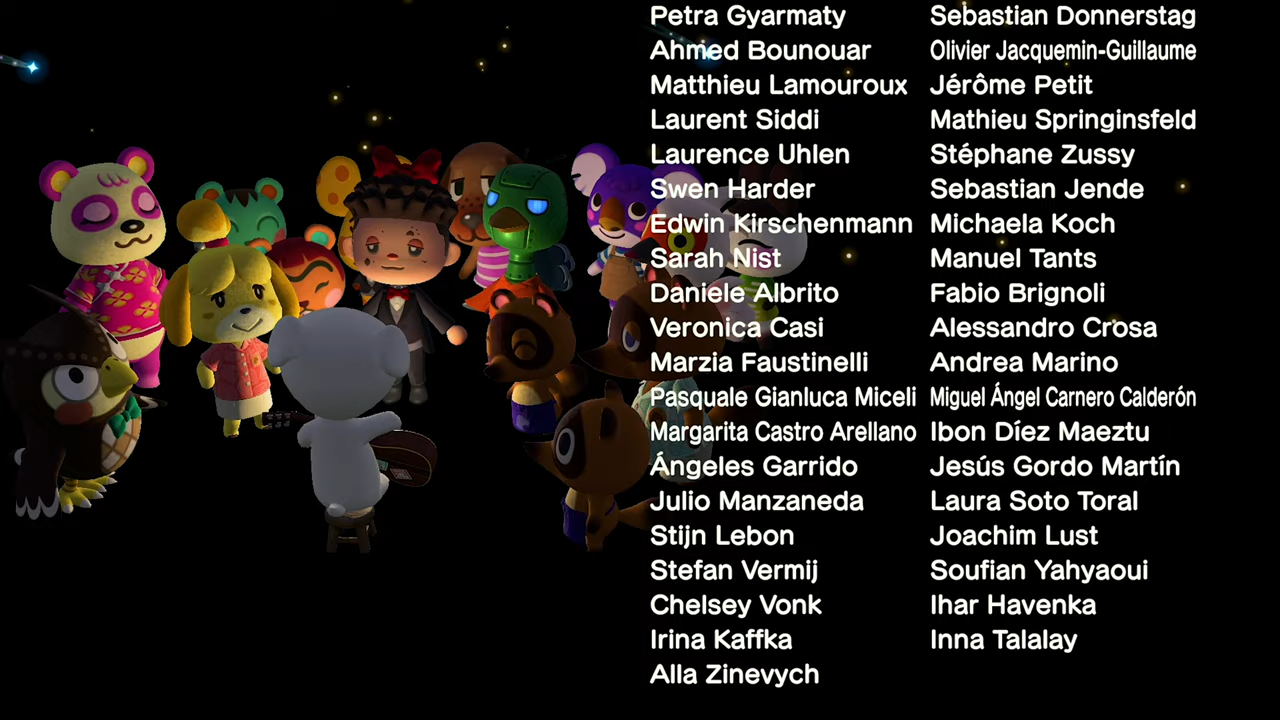 Petra Gyarmaty Sebastian Donnerstag
Ahmed Bounouar Olivier Jacquemin-Guillaume
Matthieu Lamouroux Jérôme Petit
Laurent Siddi Mathieu Springinsfeld
Laurence Uhlen Stéphane Zussy
Swen Harder Sebastian Jende
Edwin Kirschenmann Michaela Koch
Sarah Nist Manuel Tants
Daniele Albrito Fabio Brignoli
Veronica Casi Alessandro Crosa
Marzia Faustinelli Andrea Marino
Pasquale Gianluca Miceli Miguel Ángel Carnero Calderón
Margarita Castro Arellano Ibon Díez Maeztu
Ángeles Garrido Jesús Gordo Martín
Julio Manzaneda Laura Soto Toral
Stijn Lebon Joachim Lust
Stefan Vermij Soufian Yahyaoui
Chelsey Vonk Ihar Havenka
Irina Kaffka Inna Talalay
Alla Zinevych